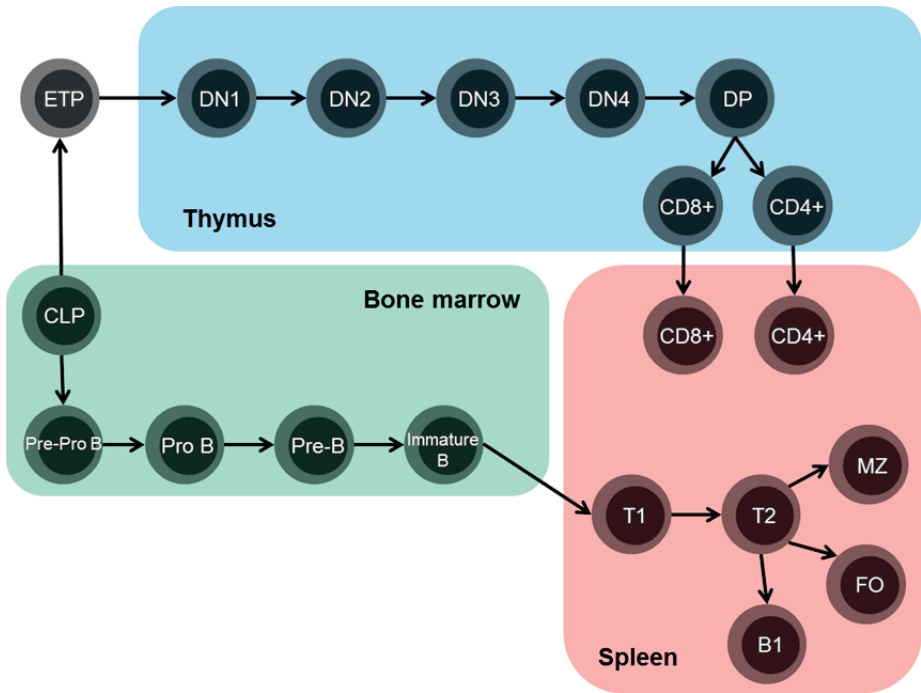 ETP
DN1
DN2
DN3
DN4
DP
CD8+
CD4+
Thymus
Bone marrow
CLP
CD8+
CD4+
Pre-Pro B
Pro B
Pre-B
Immature
B
MZ
T1
T2
FO
B1
Spleen